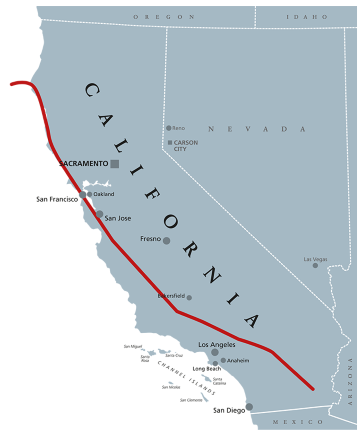 OREGON
IDAHO
CALIFORNIA
NEVADA
Reno
CARSON
CITY
SACRAMENTO
Oakland
San Francisco
San Jose
Fresno
Las Vegas
Bakersfield
Los Angeles
San Miguel
Santa Cruz
Santa
Rosa
Anaheim
Long Beach
CHANNEL ISLANDS
Santa
Catalina
San Nicolas
San Clemente
San Diego
ARIZONA
MEXICO